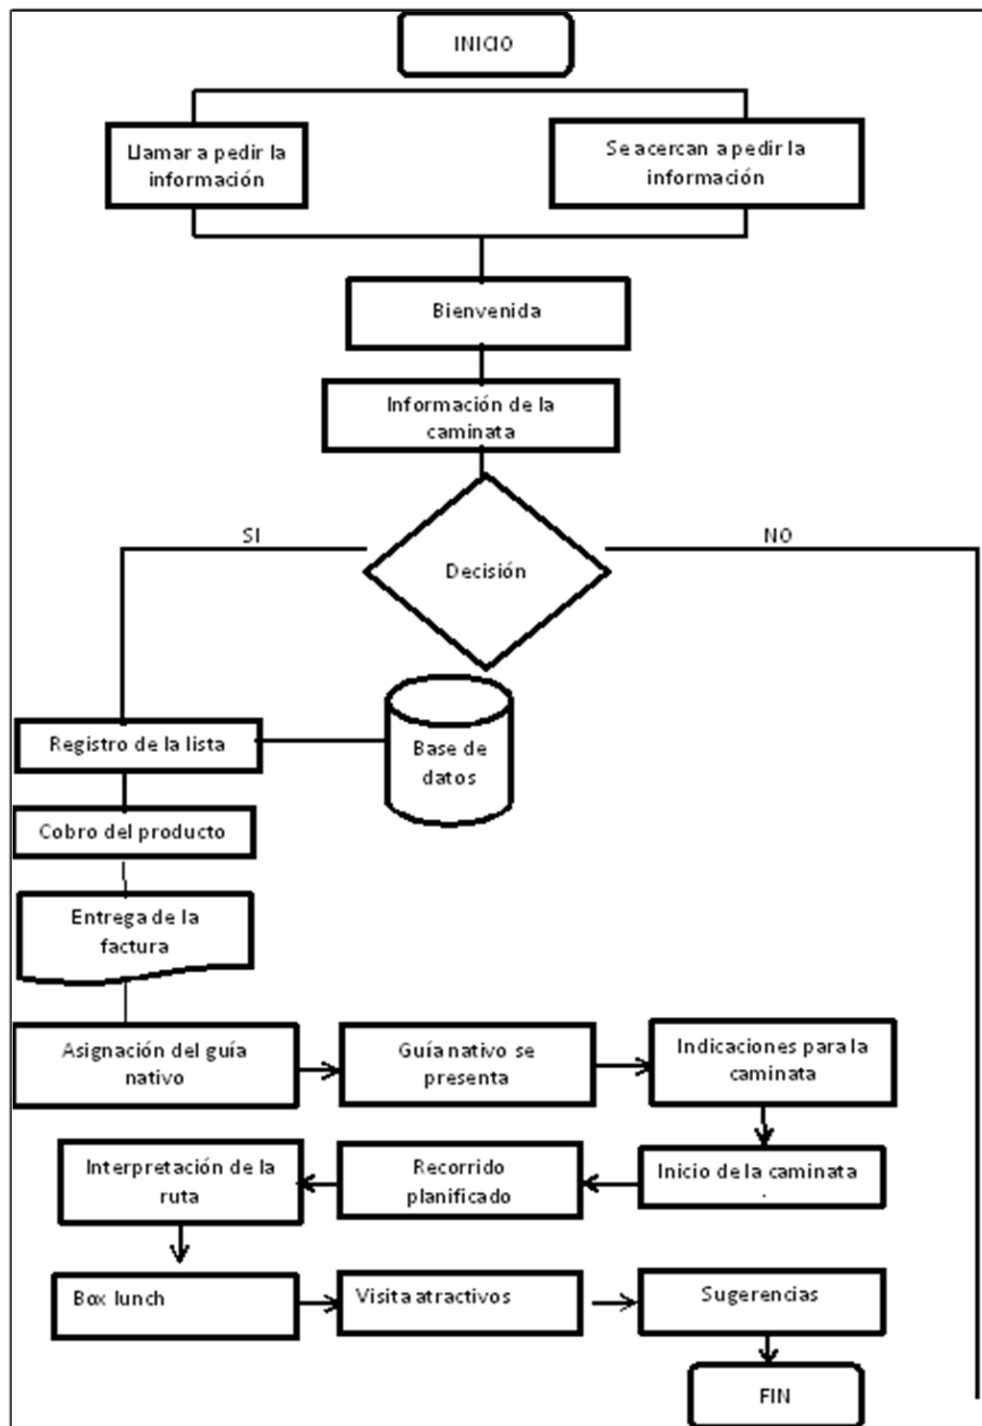 INICIO
Llamar a pedir la
información
Se acercan a pedir la
información
Bienvenida
Información de la
caminata
SI
NO
Decisión
Registro de la lista
Base de
datos
Cobro del producto
Entrega de la
factura
Asignación del guía
nativo
Guía nativo se
presenta
Indicaciones para la
caminata
Inicio de la caminata
.
Recorrido
planificado
Interpretación de la
ruta
Box lunch
Visita atractivos
Sugerencias
FIN